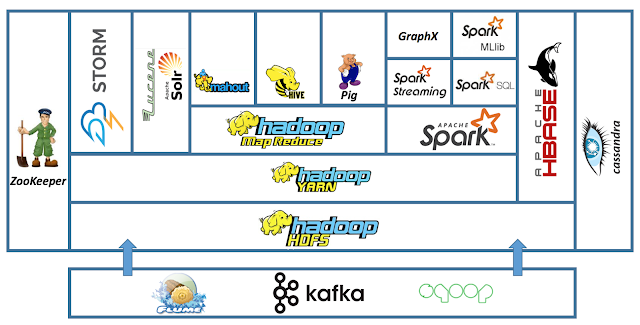 ZooKeeper
STORM
Lucene
Apache
Solr
mahout
HIVE
Pig
GraphX
Spark
MLlib
Spark
Streaming
Spark SQL
hadoop
Map Reduce
APACHE
Spark
APACHE
HBASE
cassandra
hadoop
YARN
hadoop
HDFS
FLUME
kafka
sqoop